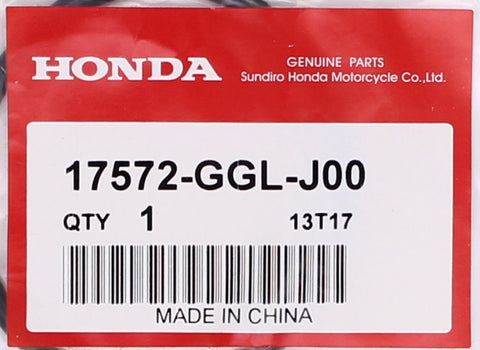 HONDA
GENUINE PARTS
Sundiro Honda Motorcycle Co.,Ltd.
17572-GGL-J00
QTY 1 13T17
MADE IN CHINA